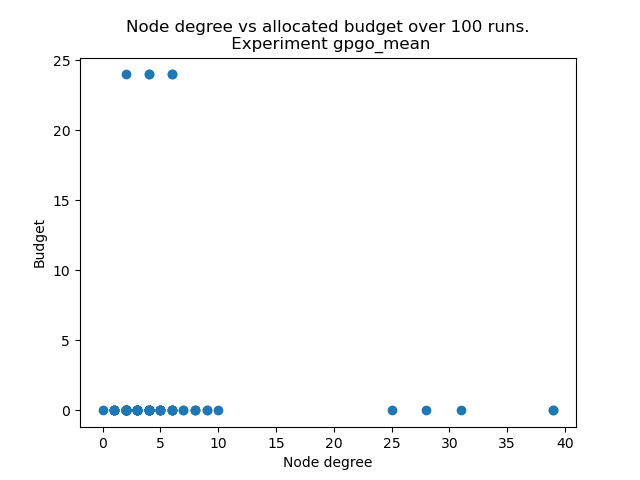 Node degree vs allocated budget over 100 runs.
Experiment gpgo_mean
25
20
15
10
5
0
Budget
0 5 10 15 20 25 30 35 40
Node degree